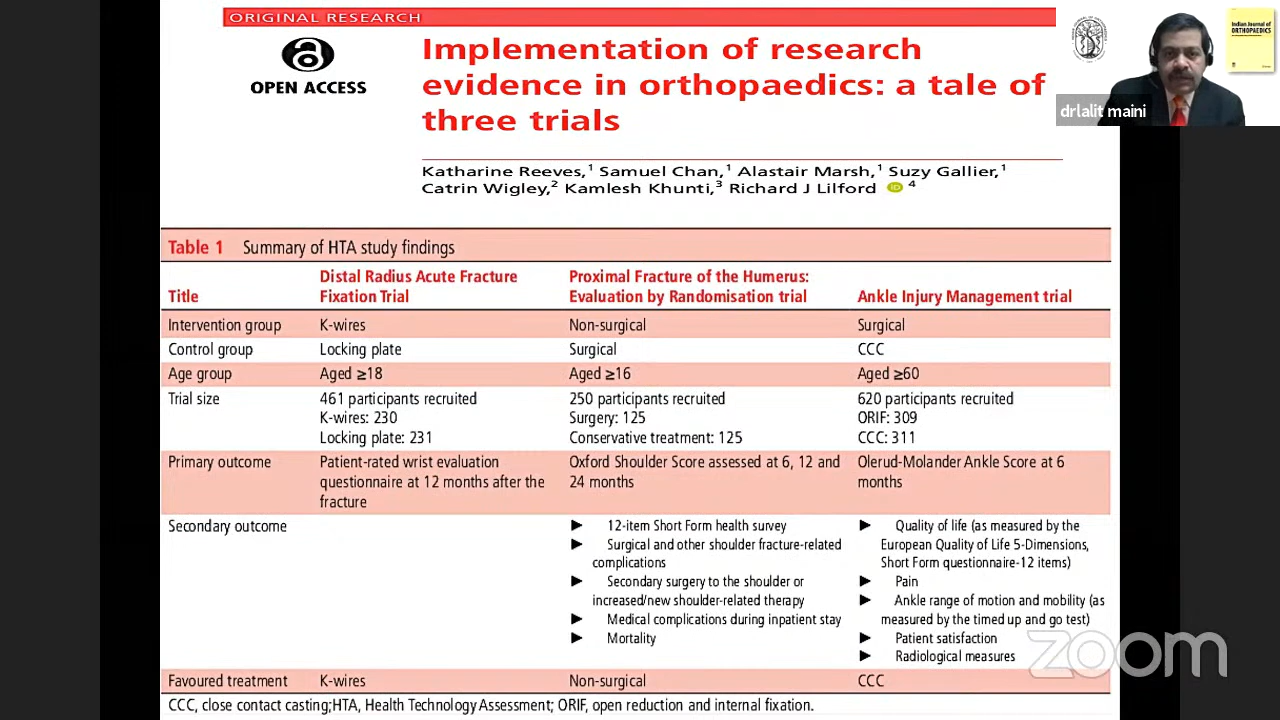 ORIGINAL RESEARCH
OPEN ACCESS
Implementation of research
evidence in orthopaedics: a tale of
three trials
Katharine Reeves,¹ Samuel Chan,¹ Alastair Marsh,¹ Suzy Gallier,¹
Catrin Wigley,² Kamlesh Khunti,³ Richard J Lilford iD ⁴
Indian Journal of
ORTHOPAEDICS
drlalit maini
Table 1 Summary of HTA study findings
Title
Distal Radius Acute Fracture
Fixation Trial
Proximal Fracture of the Humerus:
Evaluation by Randomisation trial
Ankle Injury Management trial
Intervention group K-wires Non-surgical Surgical
Control group Locking plate Surgical CCC
Age group Aged ≥18 Aged ≥16 Aged ≥60
Trial size 461 participants recruited 250 participants recruited 620 participants recruited
K-wires: 230 Surgery: 125 ORIF: 309
Locking plate: 231 Conservative treatment: 125 CCC: 311
Primary outcome Patient-rated wrist evaluation Oxford Shoulder Score assessed at 6, 12 and Olerud-Molander Ankle Score at 6
questionnaire at 12 months after the 24 months months
fracture
Secondary outcome
► 12-item Short Form health survey
► Surgical and other shoulder fracture-related
complications
► Secondary surgery to the shoulder or
increased/new shoulder-related therapy
► Medical complications during inpatient stay
► Mortality
► Quality of life (as measured by the
European Quality of Life 5-Dimensions,
Short Form questionnaire-12 items)
► Pain
► Ankle range of motion and mobility (as
measured by the timed up and go test)
► Patient satisfaction
► Radiological measures
Favoured treatment K-wires Non-surgical CCC
CCC, close contact casting;HTA, Health Technology Assessment; ORIF, open reduction and internal fixation.
zoom